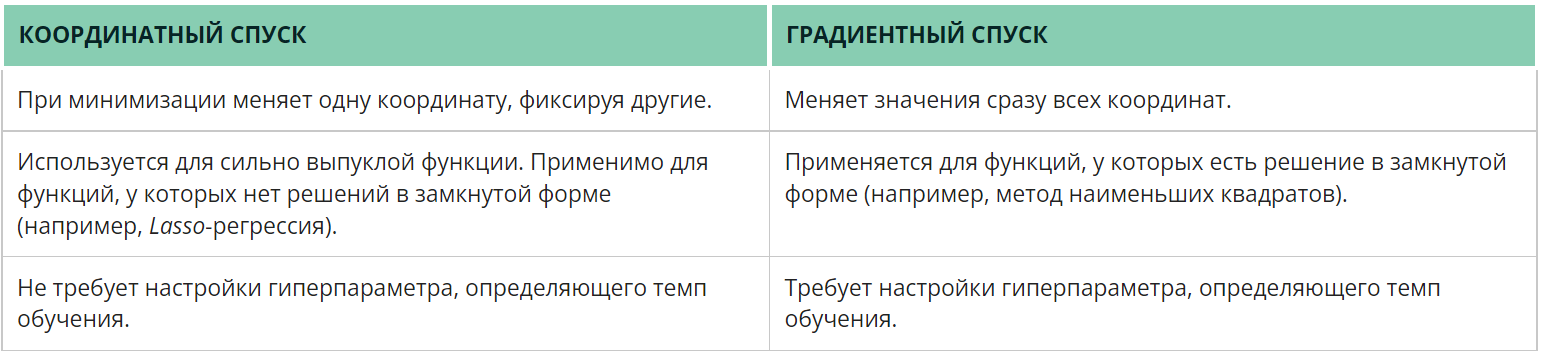 КООРДИНАТНЫЙ СПУСК
ГРАДИЕНТНЫЙ СПУСК
При минимизации меняет одну координату, фиксируя другие.
Меняет значения сразу всех координат.
Используется для сильно выпуклой функции. Применимо для
функций, у которых нет решений в замкнутой форме
(например, Lasso-регрессия).
Применяется для функций, у которых есть решение в замкнутой
форме (например, метод наименьших квадратов).
Не требует настройки гиперпараметра, определяющего темп
обучения.
Требует настройки гиперпараметра, определяющего темп
обучения.